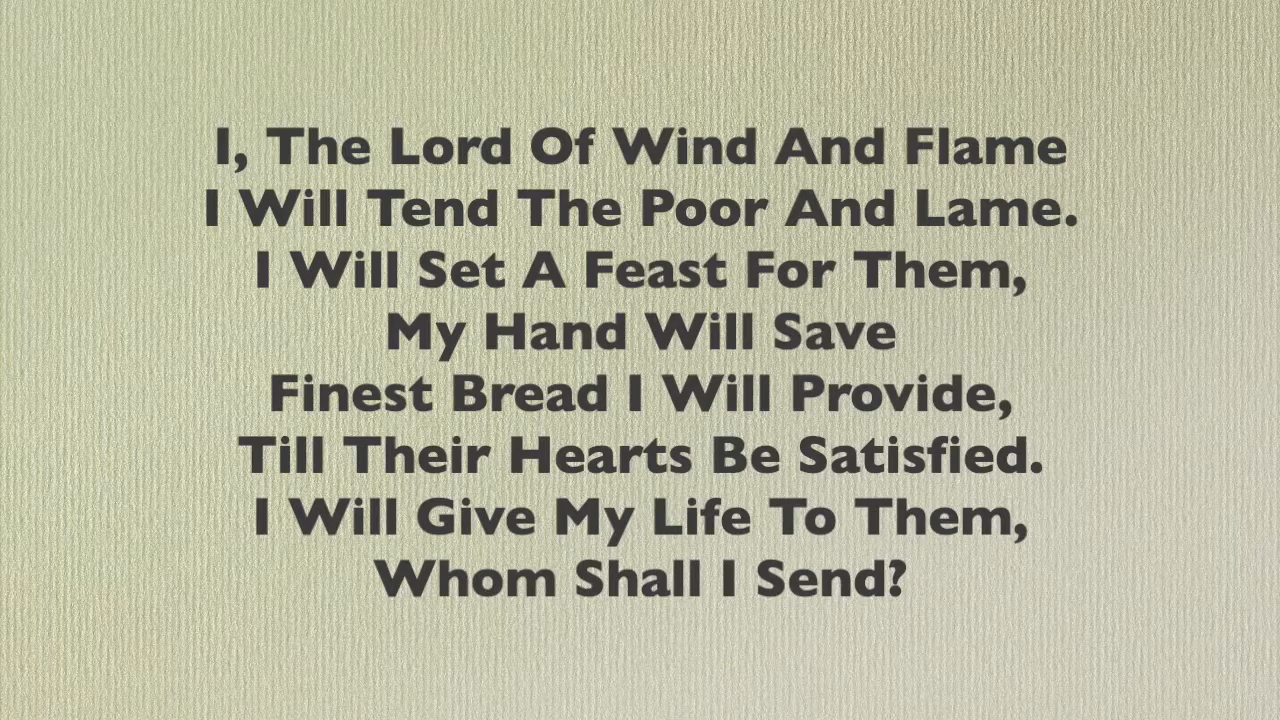 I, The Lord Of Wind And Flame
I Will Tend The Poor And Lame.
I Will Set A Feast For Them,
My Hand Will Save
Finest Bread I Will Provide,
Till Their Hearts Be Satisfied.
I Will Give My Life To Them,
Whom Shall I Send?